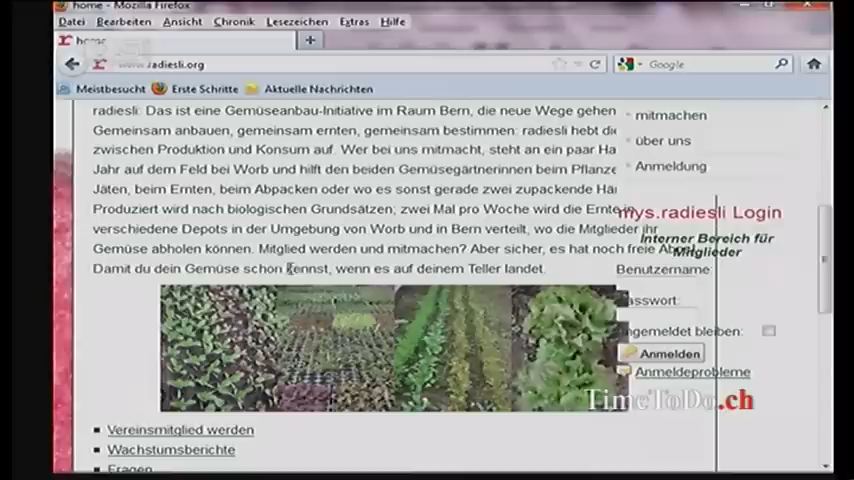 home - Mozilla Firefox
Datei Bearbeiten Ansicht Chronik Lesezeichen Extras Hilfe
home
www.radiesli.org
Google
Meistbesucht Erste Schritte Aktuelle Nachrichten
radiesli: Das ist eine Gemüseanbau-Initiative im Raum Bern, die neue Wege gehen
Gemeinsam anbauen, gemeinsam ernten, gemeinsam bestimmen: radiesli hebt die
zwischen Produktion und Konsum auf. Wer bei uns mitmacht, steht an ein paar Ha
Jahr auf dem Feld bei Worb und hilft den beiden Gemüsegärtnerinnen beim Pflanze
Jäten, beim Ernten, beim Abpacken oder wo es sonst gerade zwei zupackende Hän
Produziert wird nach biologischen Grundsätzen; zwei Mal pro Woche wird die Ernte in
verschiedene Depots in der Umgebung von Worb und in Bern verteilt, wo die Mitglieder ihr
Gemüse abholen können. Mitglied werden und mitmachen? Aber sicher, es hat noch freie Abos!
Damit du dein Gemüse schon kennst, wenn es auf deinem Teller landet.
mitmachen
über uns
Anmeldung
mys.radiesli Login
Interner Bereich für
Mitglieder
Benutzername:
Passwort:
Angemeldet bleiben:
Anmelden
Anmeldeprobleme
TimeToDo.ch
Vereinsmitglied werden
Wachstumsberichte
Fragen